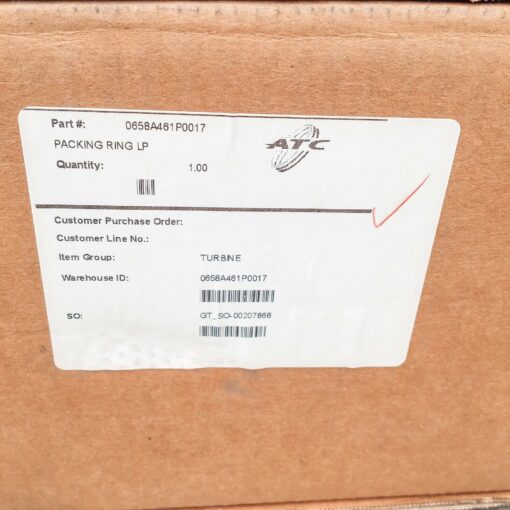 Part #: 0658A461P0017
ATC
PACKING RING LP
Quantity: 1.00
Customer Purchase Order:
Customer Line No.:
Item Group: TURBINE
Warehouse ID: 0658A461P0017
SO: GT_SO-00207868